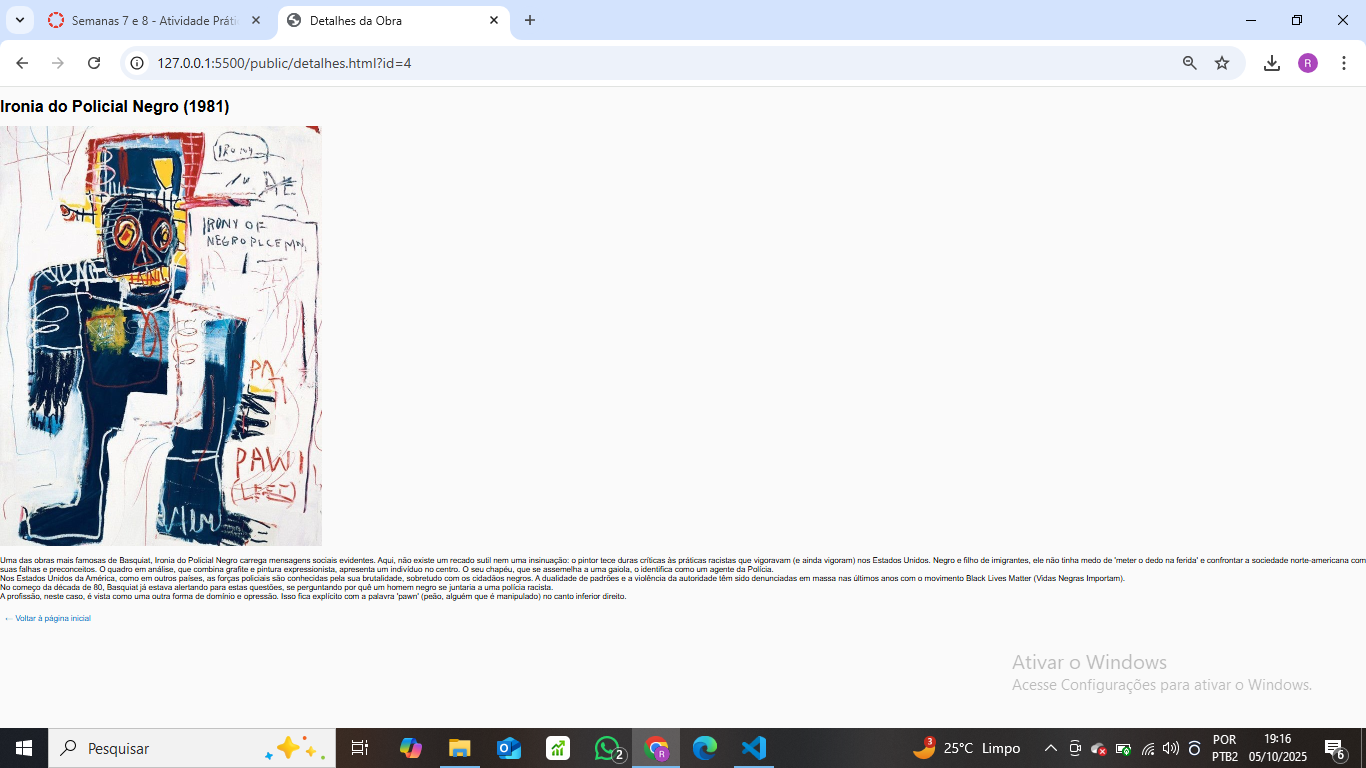 Semanas 7 e 8 - Atividade Práti
Detalhes da Obra
127.0.0.1:5500/public/detalhes.html?id=4
R
Ironia do Policial Negro (1981)
IRONY
IRONY OF
NEGRO PLCEMN
PA
PAW
Uma das obras mais famosas de Basquiat, Ironia do Policial Negro carrega mensagens sociais evidentes. Aqui, não existe um recado sutil nem uma insinuação: o pintor tece duras críticas às práticas racistas que vigoravam (e ainda vigoram) nos Estados Unidos. Negro e filho de imigrantes, ele não tinha medo de 'meter o dedo na ferida' e confrontar a sociedade norte-americana com
suas falhas e preconceitos. O quadro em análise, que combina grafite e pintura expressionista, apresenta um indivíduo no centro. O seu chapéu, que se assemelha a uma gaiola, o identifica como um agente da Polícia.
Nos Estados Unidos da América, como em outros países, as forças policiais são conhecidas pela sua brutalidade, sobretudo com os cidadãos negros. A dualidade de padrões e a violência da autoridade têm sido denunciadas em massa nas últimos anos com o movimento Black Lives Matter (Vidas Negras Importam).
No começo da década de 80, Basquiat já estava alertando para estas questões, se perguntando por quê um homem negro se juntaria a uma polícia racista.
A profissão, neste caso, é vista como uma outra forma de domínio e opressão. Isso fica explícito com a palavra 'pawn' (peão, alguém que é manipulado) no canto inferior direito.
← Voltar à página inicial
Ativar o Windows
Acesse Configurações para ativar o Windows.
Pesquisar
2
R
3
25°C Limpo
POR
PTB2
19:16
05/10/2025
6